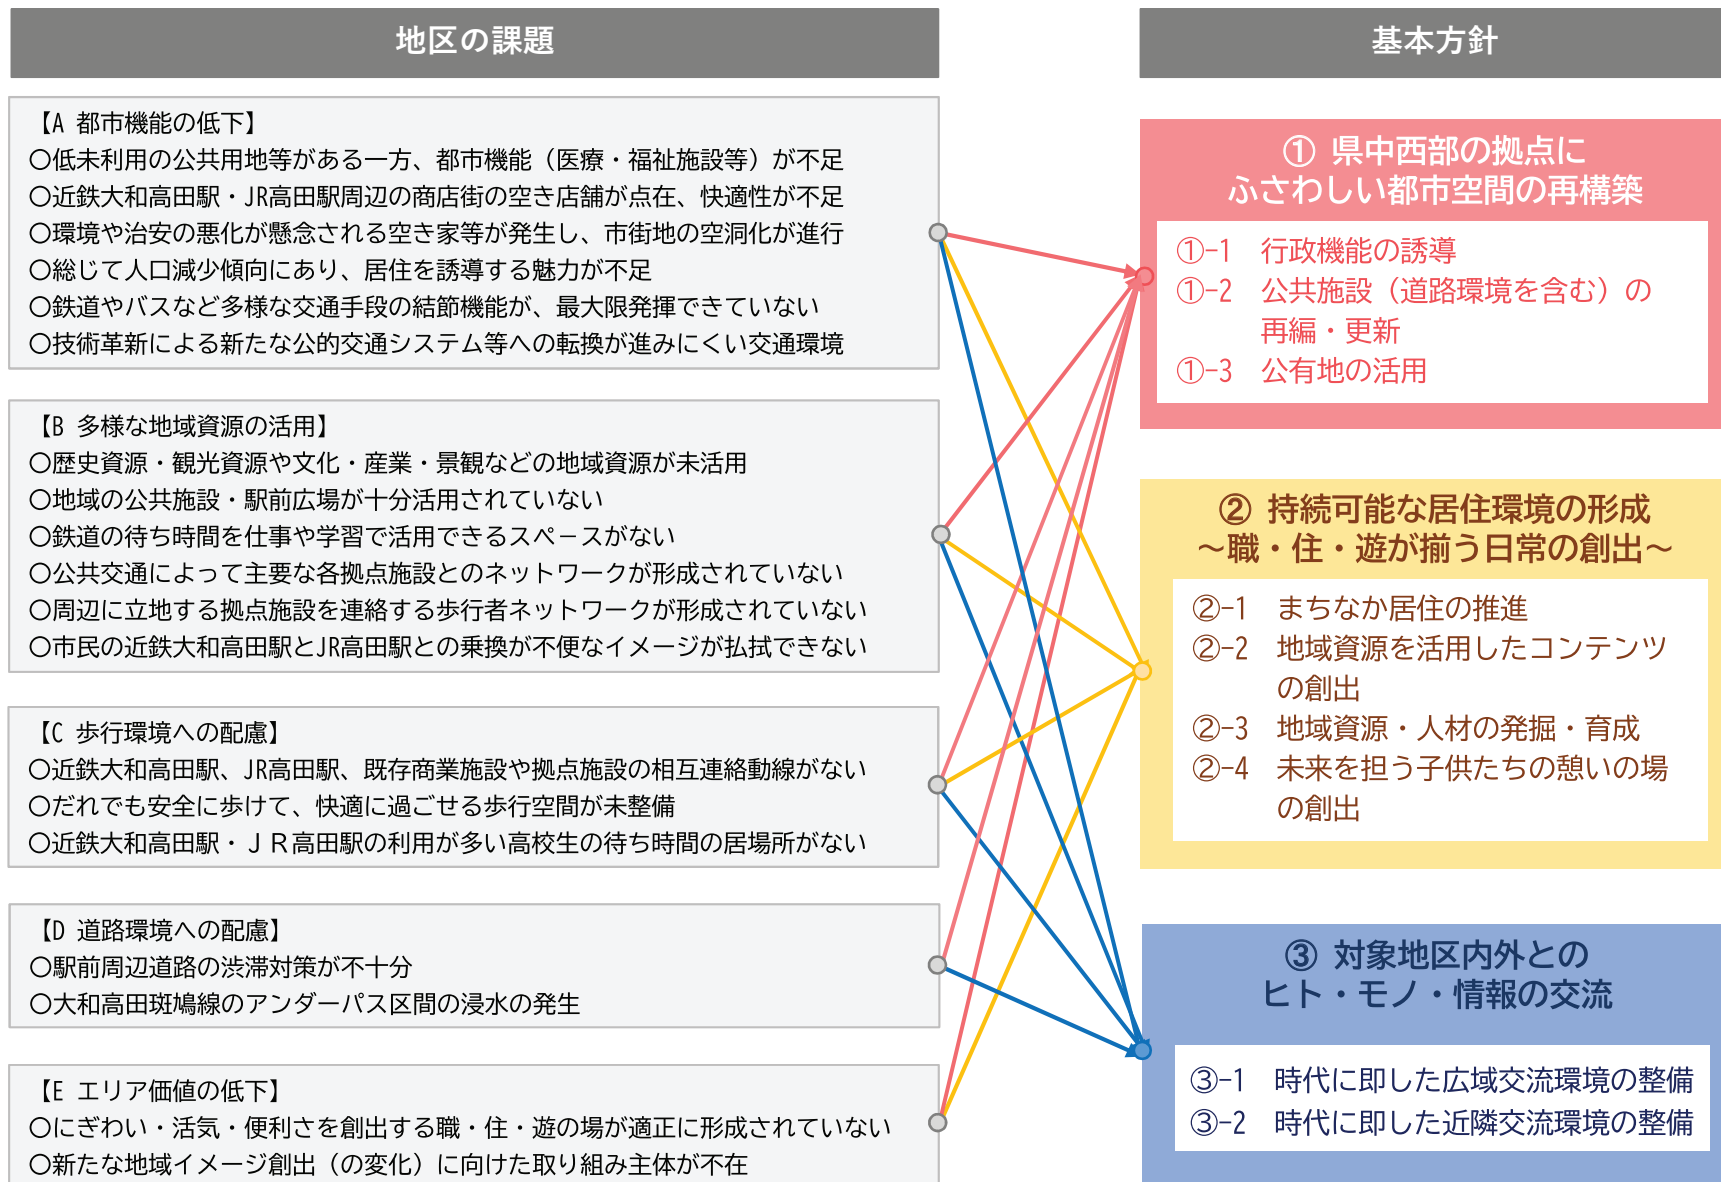 地区の課題
【A 都市機能の低下】
〇低未利用の公共用地等がある一方、都市機能（医療・福祉施設等）が不足
〇近鉄大和高田駅・JR高田駅周辺の商店街の空き店舗が点在、快適性が不足
〇環境や治安の悪化が懸念される空き家等が発生し、市街地の空洞化が進行
〇総じて人口減少傾向にあり、居住を誘導する魅力が不足
〇鉄道やバスなど多様な交通手段の結節機能が、最大限発揮できていない
〇技術革新による新たな公的交通システム等への転換が進みにくい交通環境
【B 多様な地域資源の活用】
〇歴史資源・観光資源や文化・産業・景観などの地域資源が未活用
〇地域の公共施設・駅前広場が十分活用されていない
〇鉄道の待ち時間を仕事や学習で活用できるスペ－スがない
〇公共交通によって主要な各拠点施設とのネットワークが形成されていない
〇周辺に立地する拠点施設を連絡する歩行者ネットワークが形成されていない
〇市民の近鉄大和高田駅とJR高田駅との乗換が不便なイメージが払拭できない
【C 歩行環境への配慮】
〇近鉄大和高田駅、JR高田駅、既存商業施設や拠点施設の相互連絡動線がない
〇だれでも安全に歩けて、快適に過ごせる歩行空間が未整備
〇近鉄大和高田駅・ＪＲ高田駅の利用が多い高校生の待ち時間の居場所がない
【D 道路環境への配慮】
〇駅前周辺道路の渋滞対策が不十分
〇大和高田斑鳩線のアンダーパス区間の浸水の発生
【E エリア価値の低下】
〇にぎわい・活気・便利さを創出する職・住・遊の場が適正に形成されていない
〇新たな地域イメージ創出（の変化）に向けた取り組み主体が不在
基本方針
① 県中西部の拠点に
ふさわしい都市空間の再構築
①-1 行政機能の誘導
①-2 公共施設（道路環境を含む）の
再編・更新
①-3 公有地の活用
② 持続可能な居住環境の形成
～職・住・遊が揃う日常の創出～
②-1 まちなか居住の推進
②-2 地域資源を活用したコンテンツ
の創出
②-3 地域資源・人材の発掘・育成
②-4 未来を担う子供たちの憩いの場
の創出
③ 対象地区内外との
ヒト・モノ・情報の交流
③-1 時代に即した広域交流環境の整備
③-2 時代に即した近隣交流環境の整備